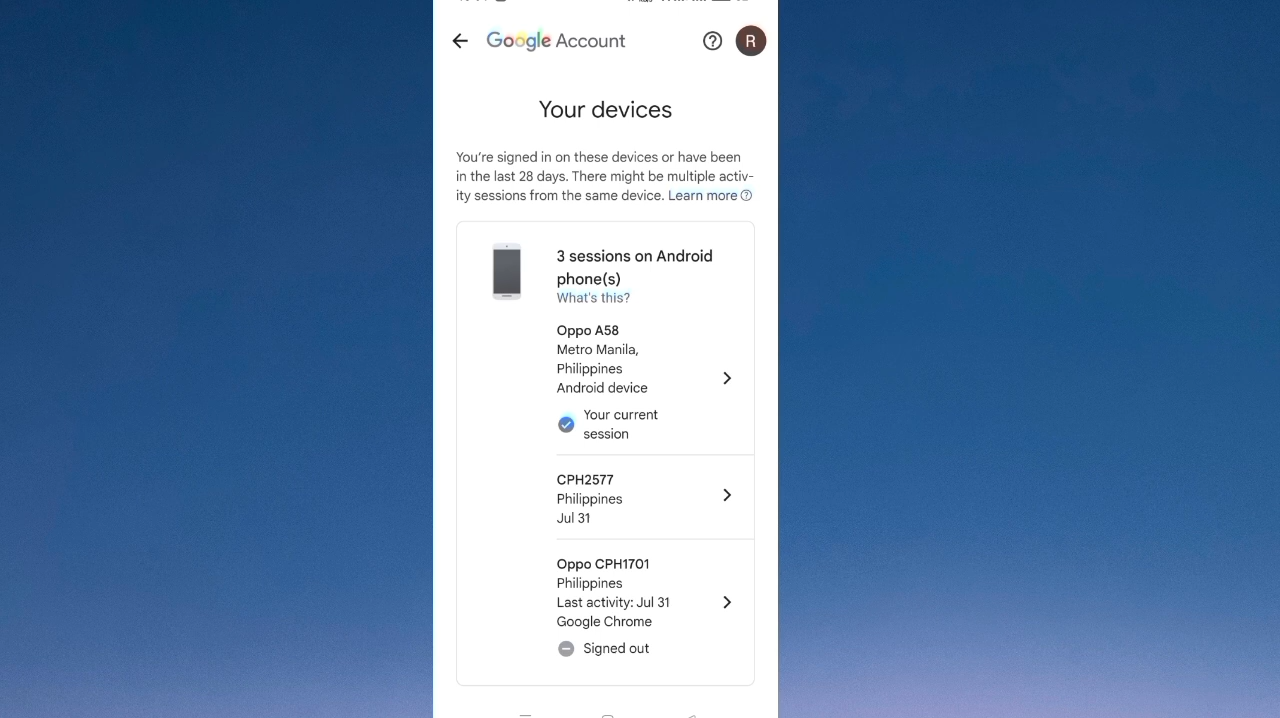 Google Account
R
Your devices
You're signed in on these devices or have been
in the last 28 days. There might be multiple activ-
ity sessions from the same device. Learn more
3 sessions on Android
phone(s)
What's this?
Oppo A58
Metro Manila,
Philippines
Android device
Your current
session
CPH2577
Philippines
Jul 31
Oppo CPH1701
Philippines
Last activity: Jul 31
Google Chrome
Signed out